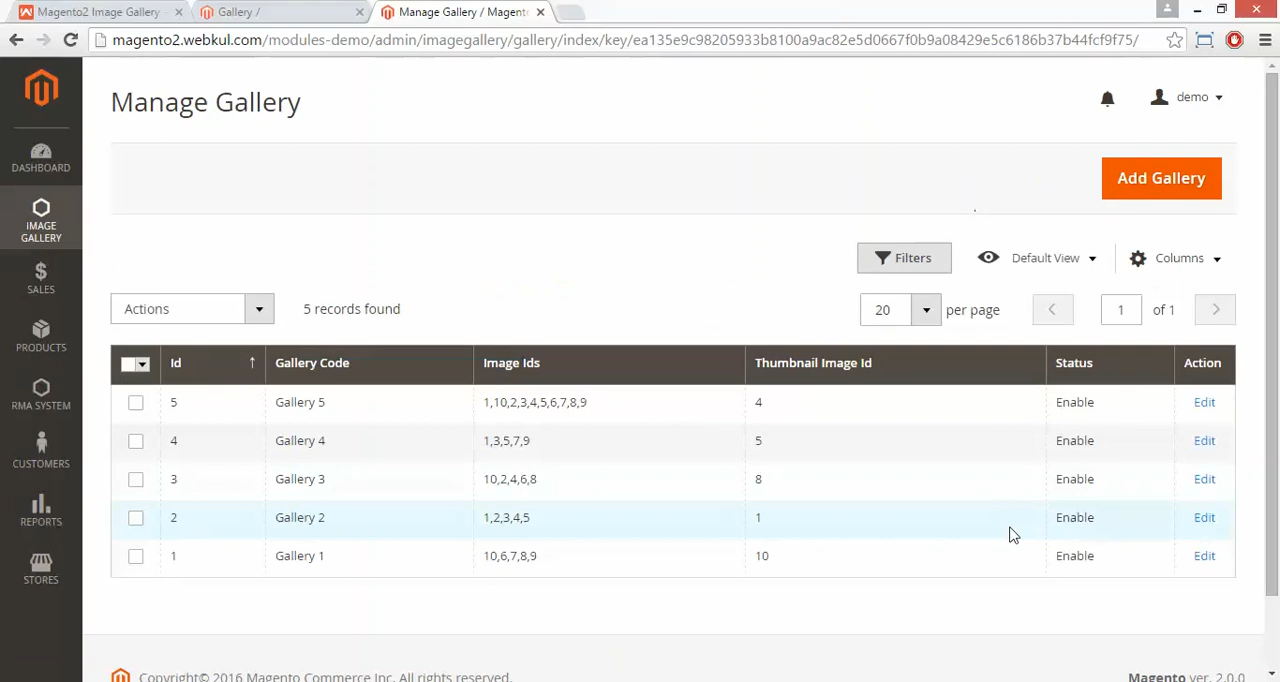 Magento2 Image Gallery
Gallery /
Manage Gallery / Magent
magento2.webkul.com/modules-demo/admin/imagegallery/gallery/index/key/ea135e9c98205933b8100a9ac82e5d0667f0b9a08429e5c6186b37b44fcf9f75/
Manage Gallery
demo
DASHBOARD
IMAGE
GALLERY
SALES
PRODUCTS
RMA SYSTEM
CUSTOMERS
REPORTS
STORES
Add Gallery
Filters
Default View
Columns
Actions
5 records found
20
per page
1
of 1
Id ↑ Gallery Code Image Ids Thumbnail Image Id Status Action
5 Gallery 5 1,10,2,3,4,5,6,7,8,9 4 Enable Edit
4 Gallery 4 1,3,5,7,9 5 Enable Edit
3 Gallery 3 10,2,4,6,8 8 Enable Edit
2 Gallery 2 1,2,3,4,5 1 Enable Edit
1 Gallery 1 10,6,7,8,9 10 Enable Edit
Copyright© 2016 Magento Commerce Inc. All rights reserved.
Magento ver. 2.0.0